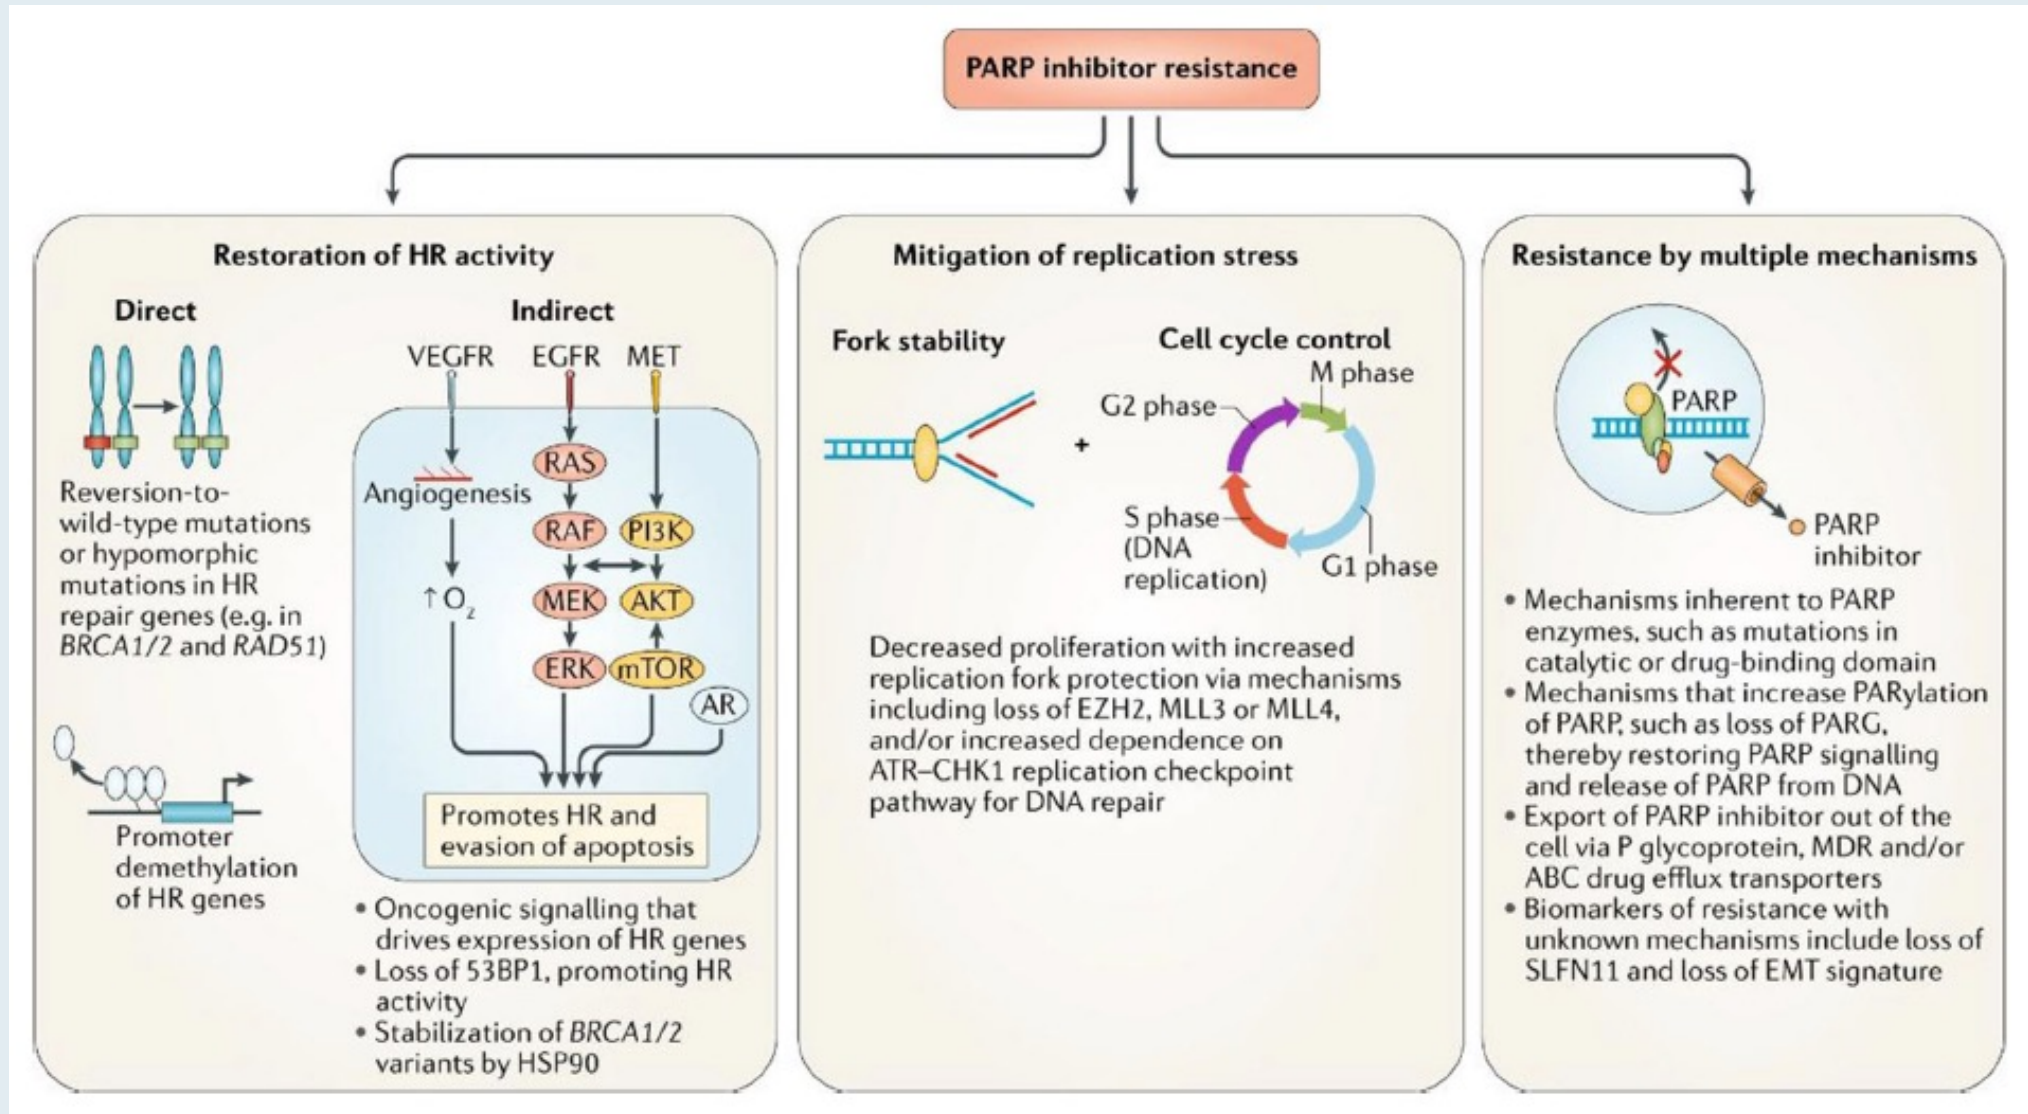 PARP inhibitor resistance
Restoration of HR activity
Direct
Reversion-to-
wild-type mutations
or hypomorphic
mutations in HR
repair genes (e.g. in
BRCA1/2 and RAD51)
Promoter
demethylation
of HR genes
Indirect
VEGFR
EGFR
MET
Angiogenesis
↑ O₂
RAS
RAF
MEK
ERK
PI3K
AKT
mTOR
AR
Promotes HR and
evasion of apoptosis
• Oncogenic signalling that
drives expression of HR genes
• Loss of 53BP1, promoting HR
activity
• Stabilization of BRCA1/2
variants by HSP90
Mitigation of replication stress
Fork stability
+
Cell cycle control
M phase
G2 phase
S phase
(DNA
replication)
G1 phase
Decreased proliferation with increased
replication fork protection via mechanisms
including loss of EZH2, MLL3 or MLL4,
and/or increased dependence on
ATR–CHK1 replication checkpoint
pathway for DNA repair
Resistance by multiple mechanisms
PARP
PARP
inhibitor
• Mechanisms inherent to PARP
enzymes, such as mutations in
catalytic or drug-binding domain
• Mechanisms that increase PARylation
of PARP, such as loss of PARG,
thereby restoring PARP signalling
and release of PARP from DNA
• Export of PARP inhibitor out of the
cell via P glycoprotein, MDR and/or
ABC drug efflux transporters
• Biomarkers of resistance with
unknown mechanisms include loss of
SLFN11 and loss of EMT signature